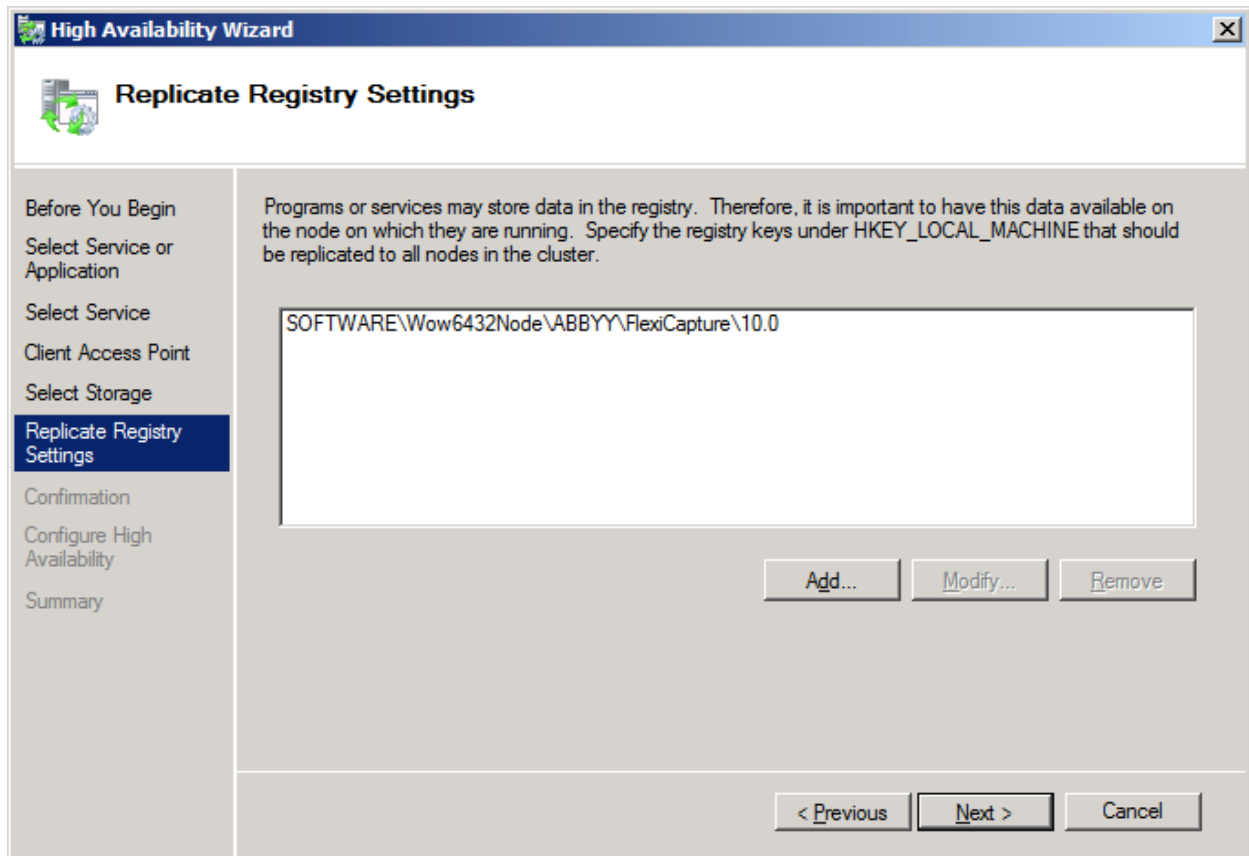 High Availability Wizard
Replicate Registry Settings
Before You Begin
Select Service or
Application
Select Service
Client Access Point
Select Storage
Replicate Registry
Settings
Confirmation
Configure High
Availability
Summary
Programs or services may store data in the registry.  Therefore, it is important to have this data available on
the node on which they are running.  Specify the registry keys under HKEY_LOCAL_MACHINE that should
be replicated to all nodes in the cluster.
SOFTWARE\Wow6432Node\ABBYY\FlexiCapture\10.0
Add... Modify... Remove
< Previous Next > Cancel